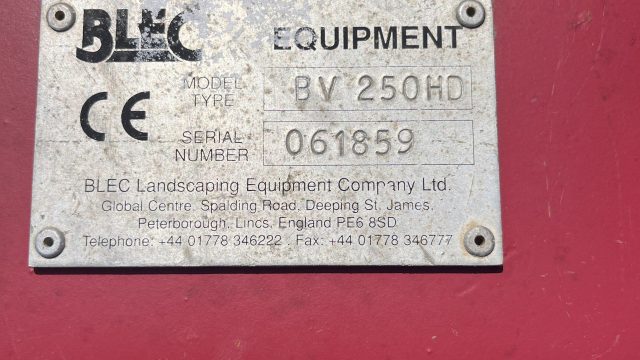 BLEC EQUIPMENT
MODEL TYPE BV 250HD
CE
SERIAL NUMBER 061859
BLEC Landscaping Equipment Company Ltd.
Global Centre, Spalding Road, Deeping St. James,
Peterborough, Lincs, England PE6 8SD
Telephone: +44 01778 346222 . Fax: +44 01778 346777